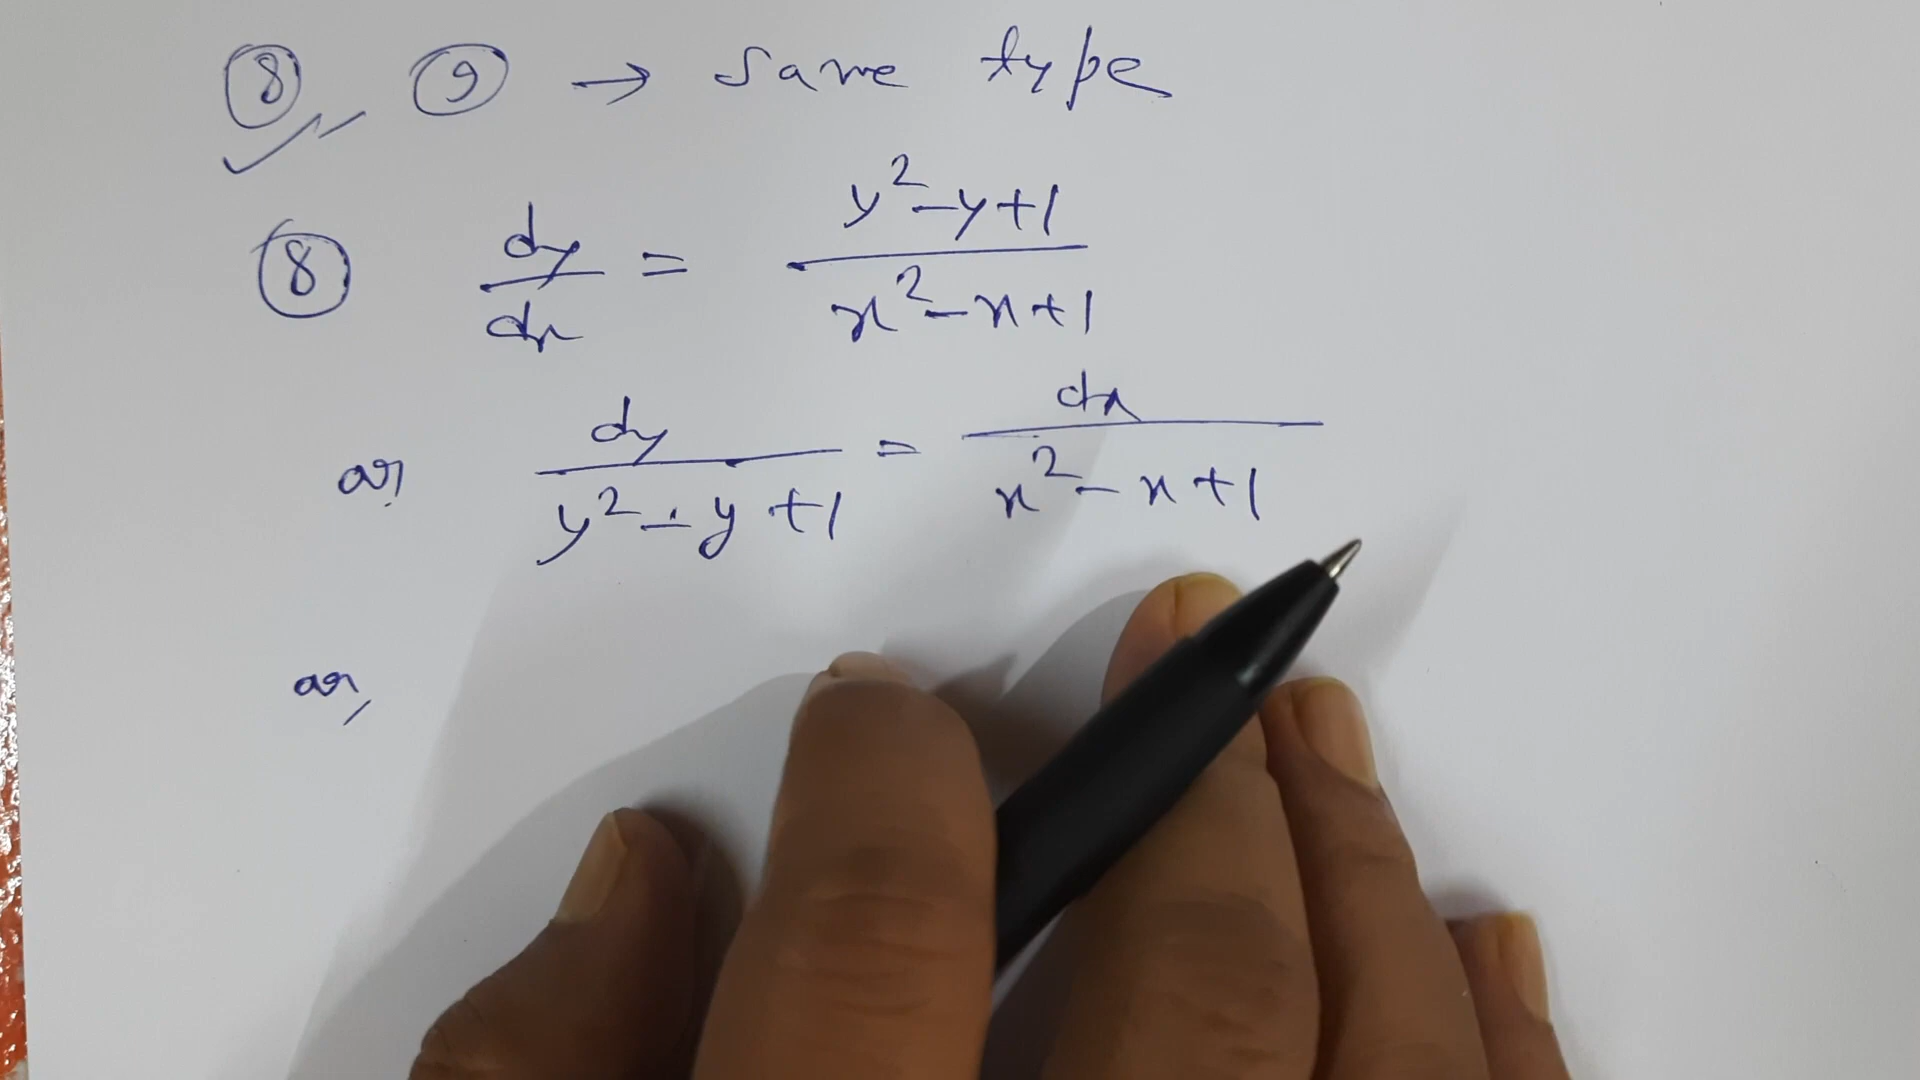 ⑧ ⑨ → Same type
⑧ dy/dx = y²-y+1 / x²-x+1
or, dy / y²-y+1 = dx / x²-x+1
or,